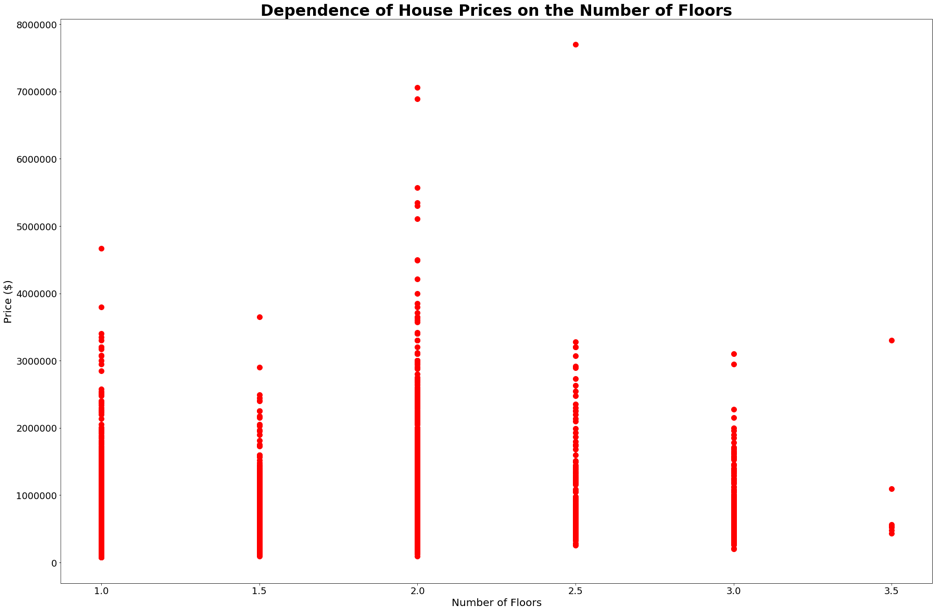 Dependence of House Prices on the Number of Floors
8000000
7000000
6000000
5000000
4000000
3000000
2000000
1000000
0
Price ($)
1.0 1.5 2.0 2.5 3.0 3.5
Number of Floors